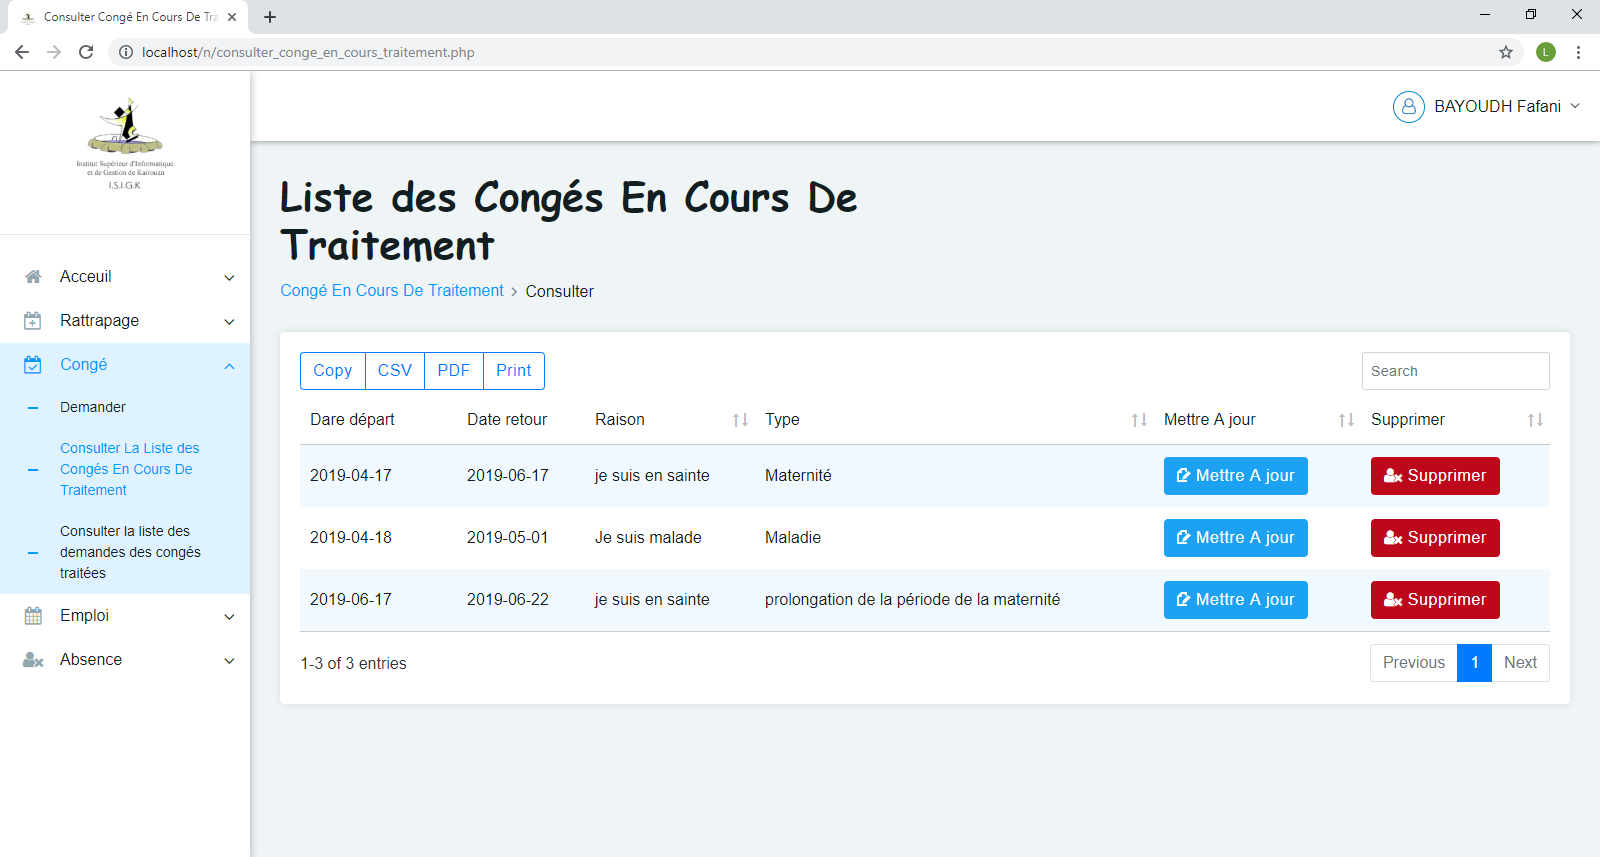 Consulter Congé En Cours De Tra
localhost/n/consulter_conge_en_cours_traitement.php
L
Institut Supérieur d'Informatique
et de Gestion de Kairouan
I.S.I.G.K
BAYOUDH Fafani
Acceuil
Rattrapage
Congé
Demander
Consulter La Liste des
Congés En Cours De
Traitement
Consulter la liste des
demandes des congés
traitées
Emploi
Absence
Liste des Congés En Cours De
Traitement
Congé En Cours De Traitement > Consulter
Copy CSV PDF Print Search
Dare départ Date retour Raison Type Mettre A jour Supprimer
2019-04-17 2019-06-17 je suis en sainte Maternité Mettre A jour Supprimer
2019-04-18 2019-05-01 Je suis malade Maladie Mettre A jour Supprimer
2019-06-17 2019-06-22 je suis en sainte prolongation de la période de la maternité Mettre A jour Supprimer
1-3 of 3 entries Previous 1 Next